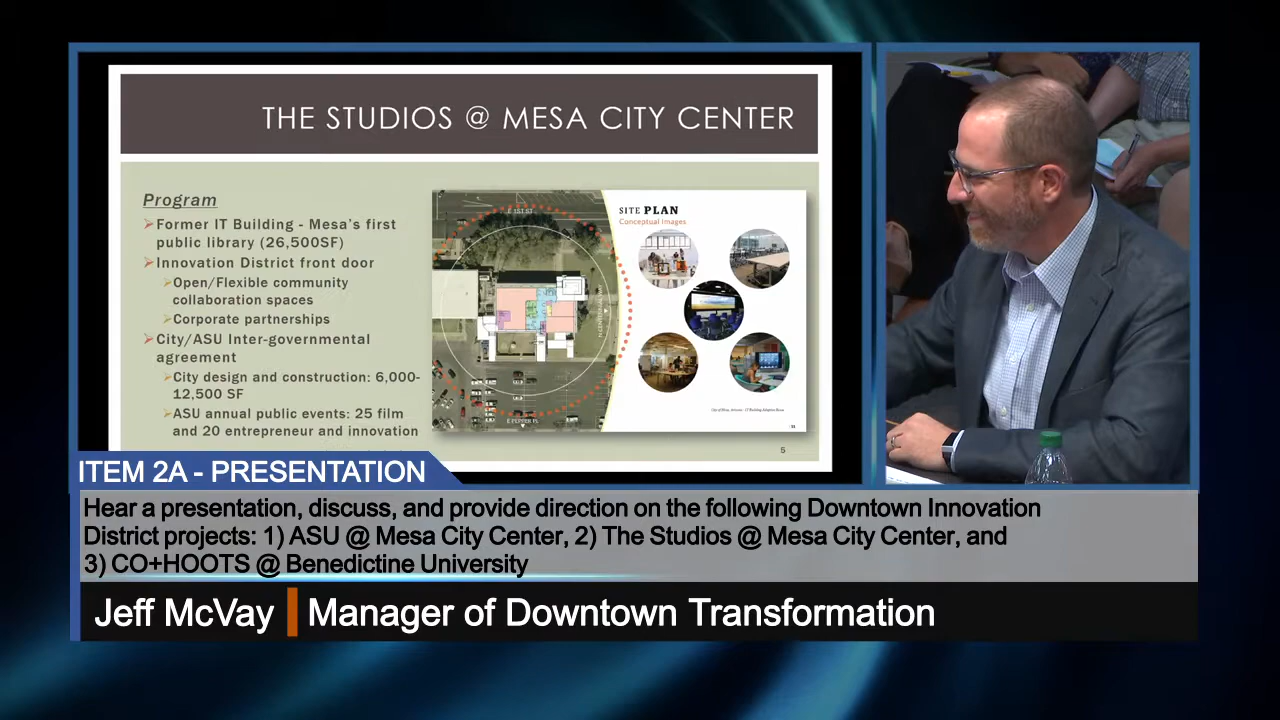 THE STUDIOS @ MESA CITY CENTER
Program
Former IT Building - Mesa's first
public library (26,500SF)
Innovation District front door
Open/Flexible community
collaboration spaces
Corporate partnerships
City/ASU Inter-governmental
agreement
City design and construction: 6,000-
12,500 SF
ASU annual public events: 25 film
and 20 entrepreneur and innovation
E 1ST ST
E PEPPER PL
SITE PLAN
Conceptual Images
5
ITEM 2A - PRESENTATION
Hear a presentation, discuss, and provide direction on the following Downtown Innovation
District projects: 1) ASU @ Mesa City Center, 2) The Studios @ Mesa City Center, and
3) CO+HOOTS @ Benedictine University
Jeff McVay
Manager of Downtown Transformation